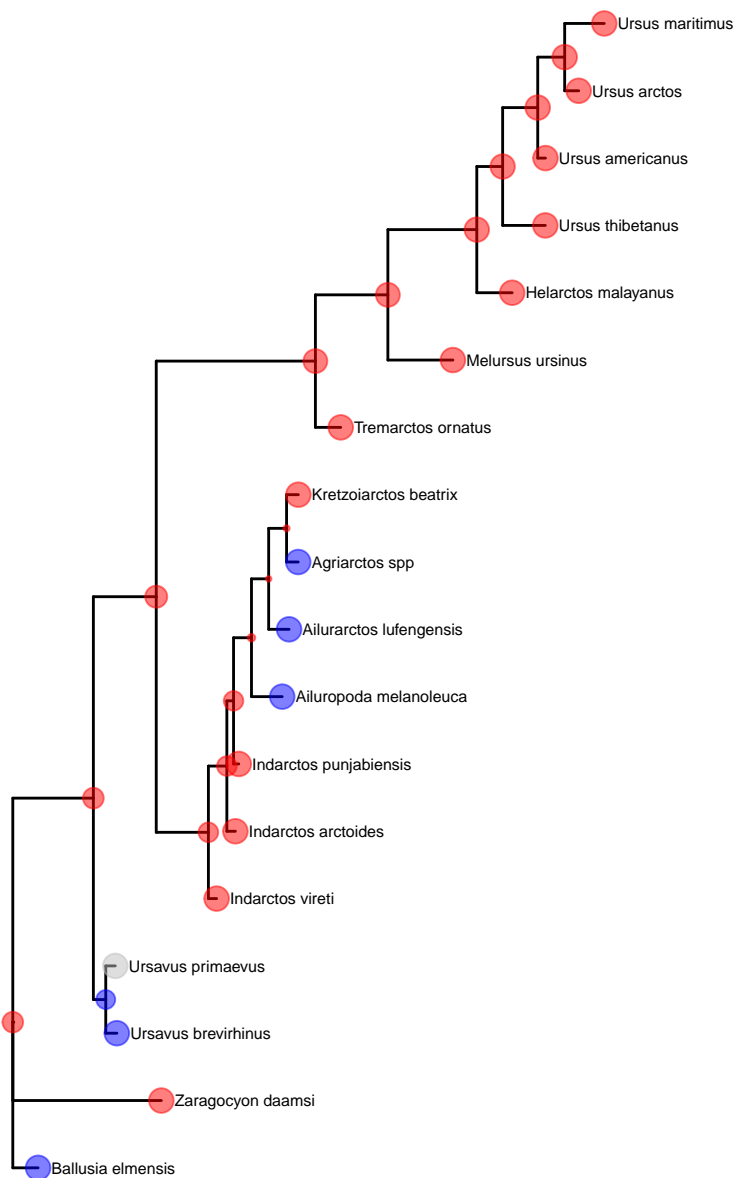 Ursus maritimus
Ursus arctos
Ursus americanus
Ursus thibetanus
Helarctos malayanus
Melursus ursinus
Tremarctos ornatus
Kretzoiarctos beatrix
Agriarctos spp
Ailurarctos lufengensis
Ailuropoda melanoleuca
Indarctos punjabiensis
Indarctos arctoides
Indarctos vireti
Ursavus primaevus
Ursavus brevirhinus
Zaragocyon daamsi
Ballusia elmensis